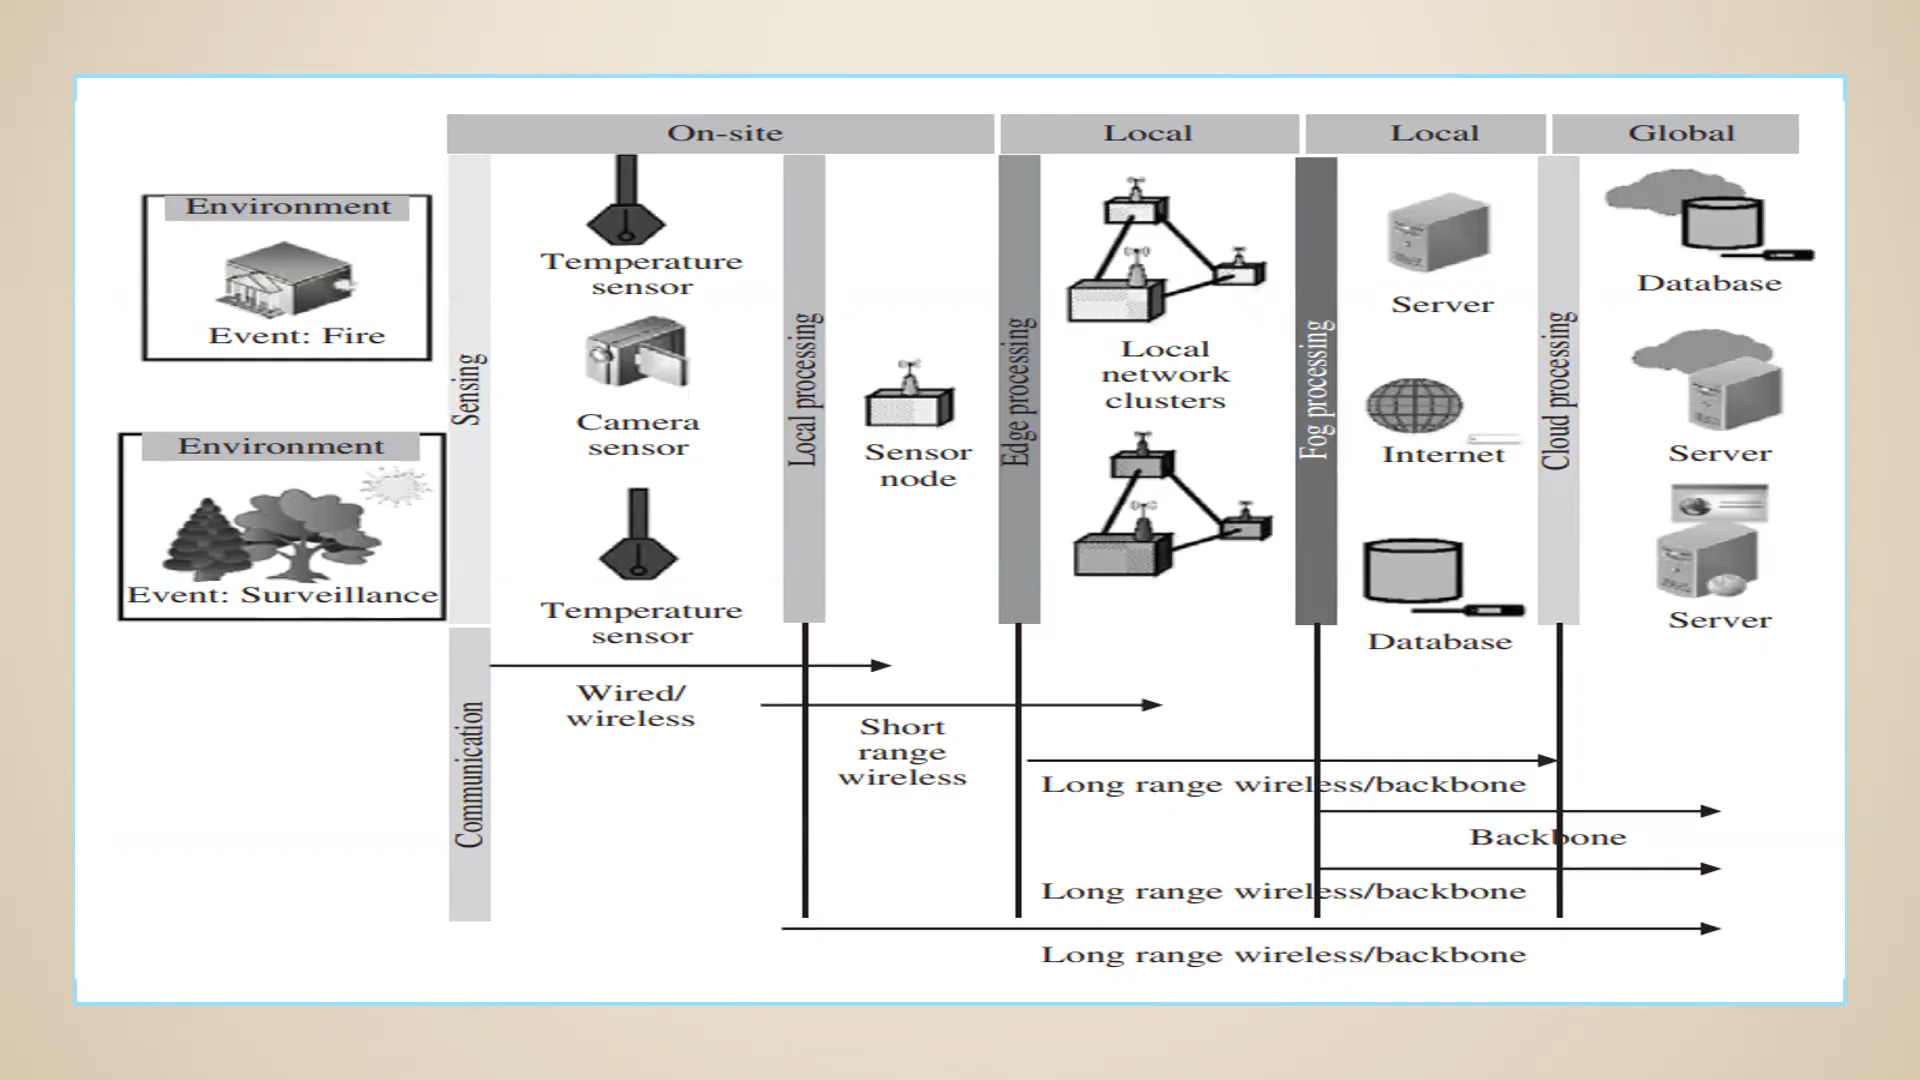 On-site
Local
Local
Global
Environment
Event: Fire
Environment
Event: Surveillance
Sensing
Temperature
sensor
Camera
sensor
Temperature
sensor
Local processing
Sensor
node
Edge processing
Local
network
clusters
Fog processing
Server
Internet
Database
Cloud processing
Database
Server
Server
Communication
Wired/
wireless
Short
range
wireless
Long range wireless/backbone
Backbone
Long range wireless/backbone
Long range wireless/backbone